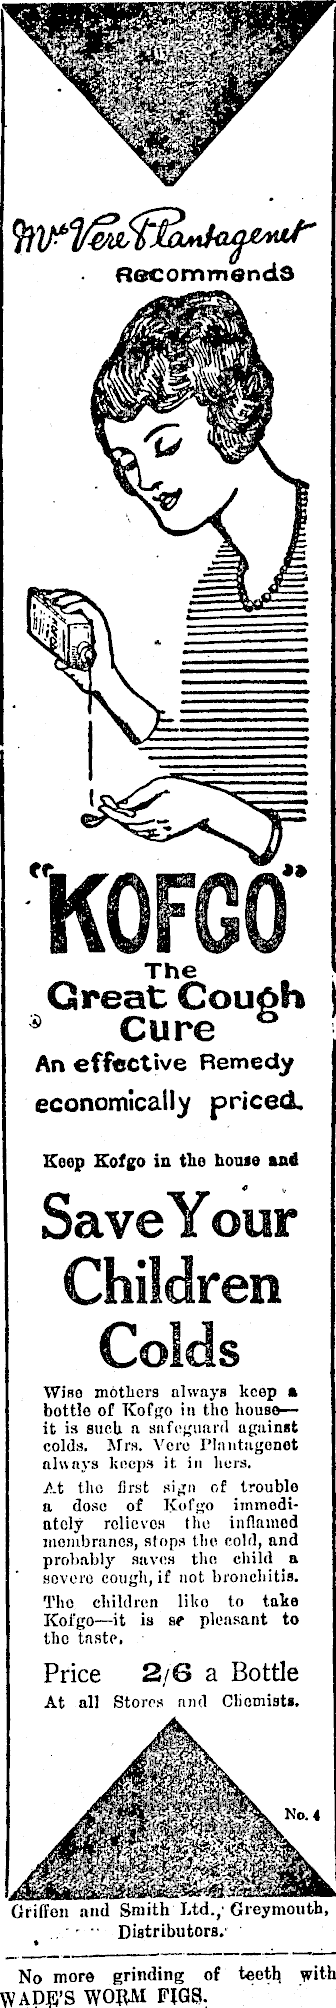 Mrs Vere Plantagenet
Recommends
"KOFGO"
The
Great Cough
Cure
An effective Remedy
economically priced.
Keep Kofgo in the house and
Save Your
Children
Colds
Wise mothers always keep a
bottle of Kofgo in the house—
it is such a safeguard against
colds. Mrs. Vere Plantagenet
always keeps it in hers.
At the first sign of trouble
a dose of Kofgo immedi-
ately relieves the inflamed
membranes, stops the cold, and
probably saves the child a
severe cough, if not bronchitis.
The children like to take
Kofgo—it is so pleasant to
the taste.
Price 2/6 a Bottle
At all Stores and Chemists.
No. 4
Griffen and Smith Ltd., Greymouth,
Distributors.
No more grinding of teeth with
WADE'S WORM FIGS.